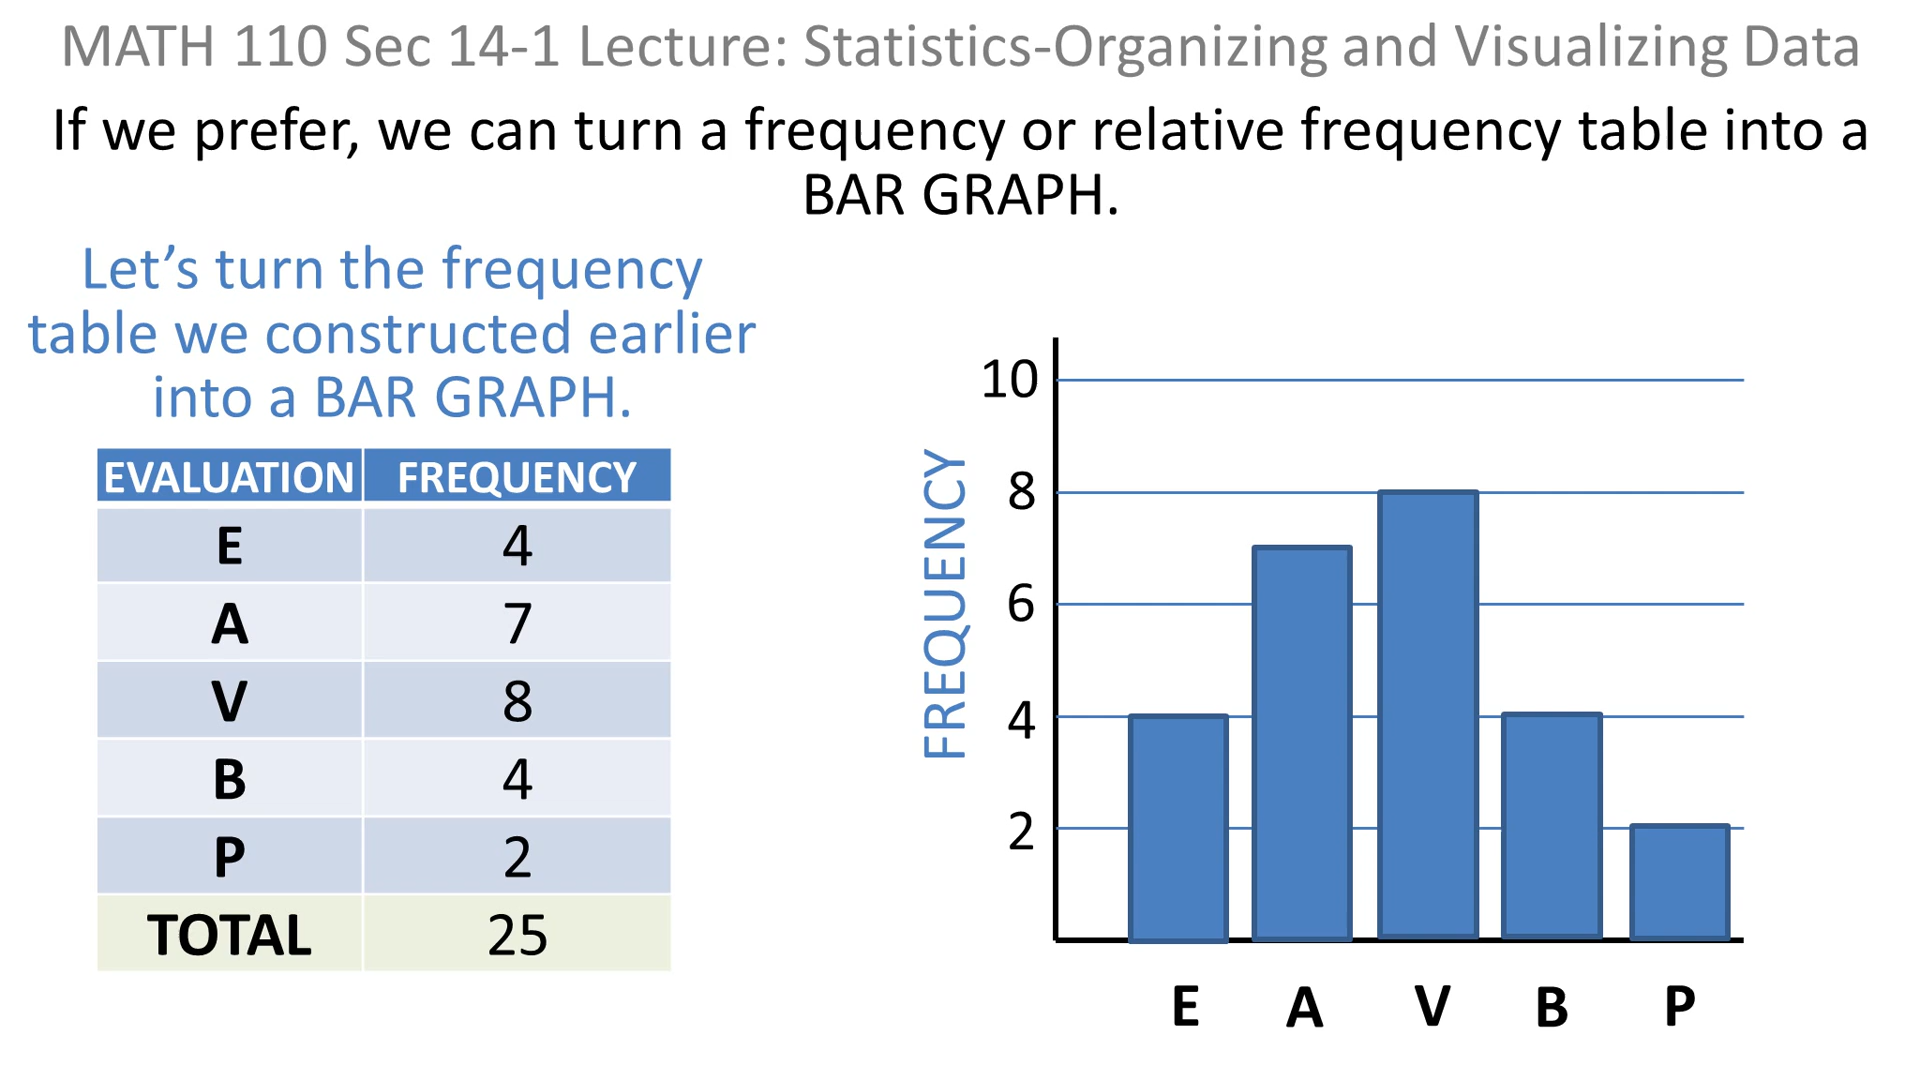 MATH 110 Sec 14-1 Lecture: Statistics-Organizing and Visualizing Data
If we prefer, we can turn a frequency or relative frequency table into a
BAR GRAPH.
Let’s turn the frequency
table we constructed earlier
into a BAR GRAPH.
EVALUATION FREQUENCY
E 4
A 7
V 8
B 4
P 2
TOTAL 25
FREQUENCY
10
8
6
4
2
E A V B P